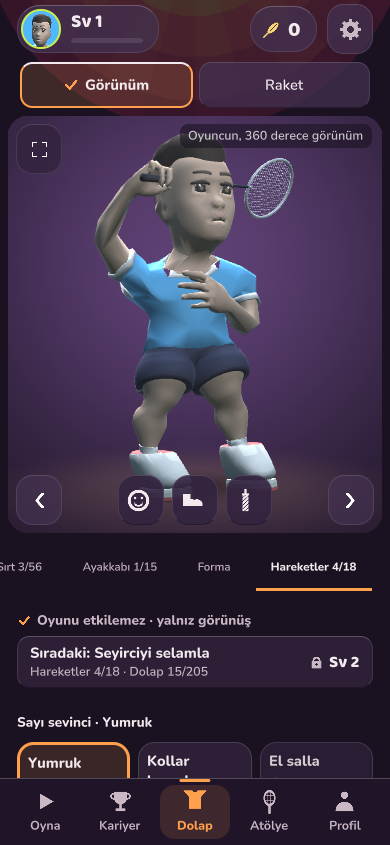 Sv 1
0
Görünüm
Raket
Oyuncun, 360 derece görünüm
Sırt 3/56
Ayakkabı 1/15
Forma
Hareketler 4/18
Oyunu etkilemez · yalnız görünüş
Sıradaki: Seyirciyi selamla
Hareketler 4/18 · Dolap 15/205
Sv 2
Sayı sevinci · Yumruk
Yumruk
Kollar
El salla
Oyna
Kariyer
Dolap
Atölye
Profil